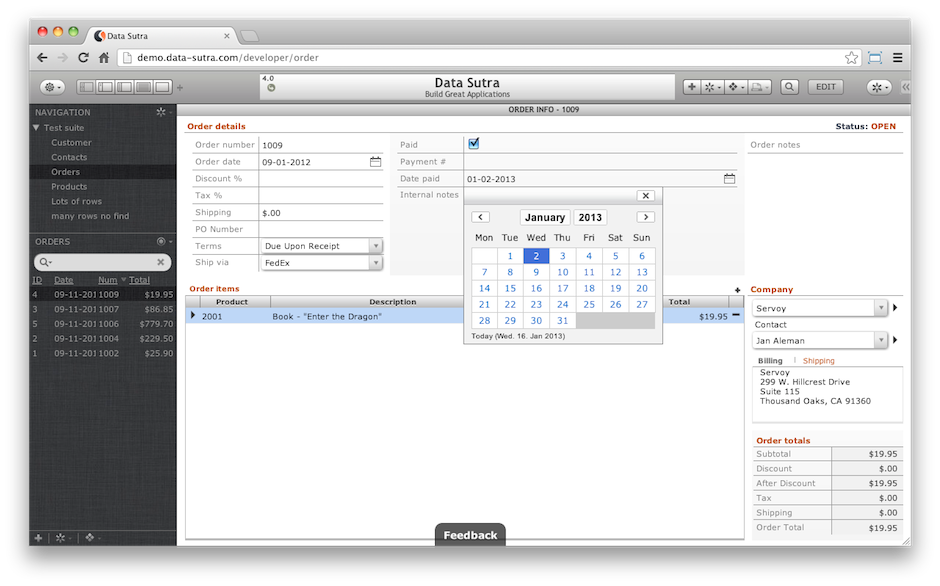 Data Sutra
demo.data-sutra.com/developer/order
4.0
Data Sutra
Build Great Applications
EDIT
NAVIGATION
Test suite
Customer
Contacts
Orders
Products
Lots of rows
many rows no find
ORDERS
ID Date Num Total
4 09-11-201 1009 $19.95
3 09-11-201 1007 $86.85
5 09-11-201 1006 $779.70
2 09-11-201 1004 $229.50
1 09-11-201 1002 $25.90
ORDER INFO - 1009
Order details
Status: OPEN
Order number 1009
Order date 09-01-2012
Discount %
Tax %
Shipping $.00
PO Number
Terms Due Upon Receipt
Ship via FedEx
Paid
Payment #
Date paid 01-02-2013
Internal notes
Order notes
January 2013
Mon Tue Wed Thu Fri Sat Sun
1 2 3 4 5 6
7 8 9 10 11 12 13
14 15 16 17 18 19 20
21 22 23 24 25 26 27
28 29 30 31
Today (Wed. 16. Jan 2013)
Order items
Product Description Total
2001 Book - "Enter the Dragon" $19.95
Company
Servoy
Contact
Jan Aleman
Billing Shipping
Servoy
299 W. Hillcrest Drive
Suite 115
Thousand Oaks, CA 91360
Order totals
Subtotal $19.95
Discount $.00
After Discount $19.95
Tax $.00
Shipping $.00
Order Total $19.95
Feedback